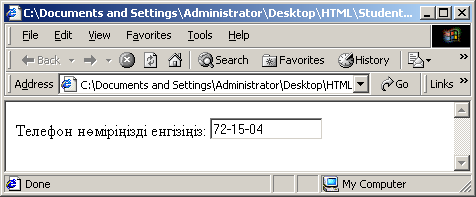 C:\Documents and Settings\Administrator\Desktop\HTML\Student...
File Edit View Favorites Tools Help
Back Search Favorites History
Address C:\Documents and Settings\Administrator\Desktop\HTML Go Links
Телефон нөміріңізді енгізіңіз: 72-15-04
Done My Computer